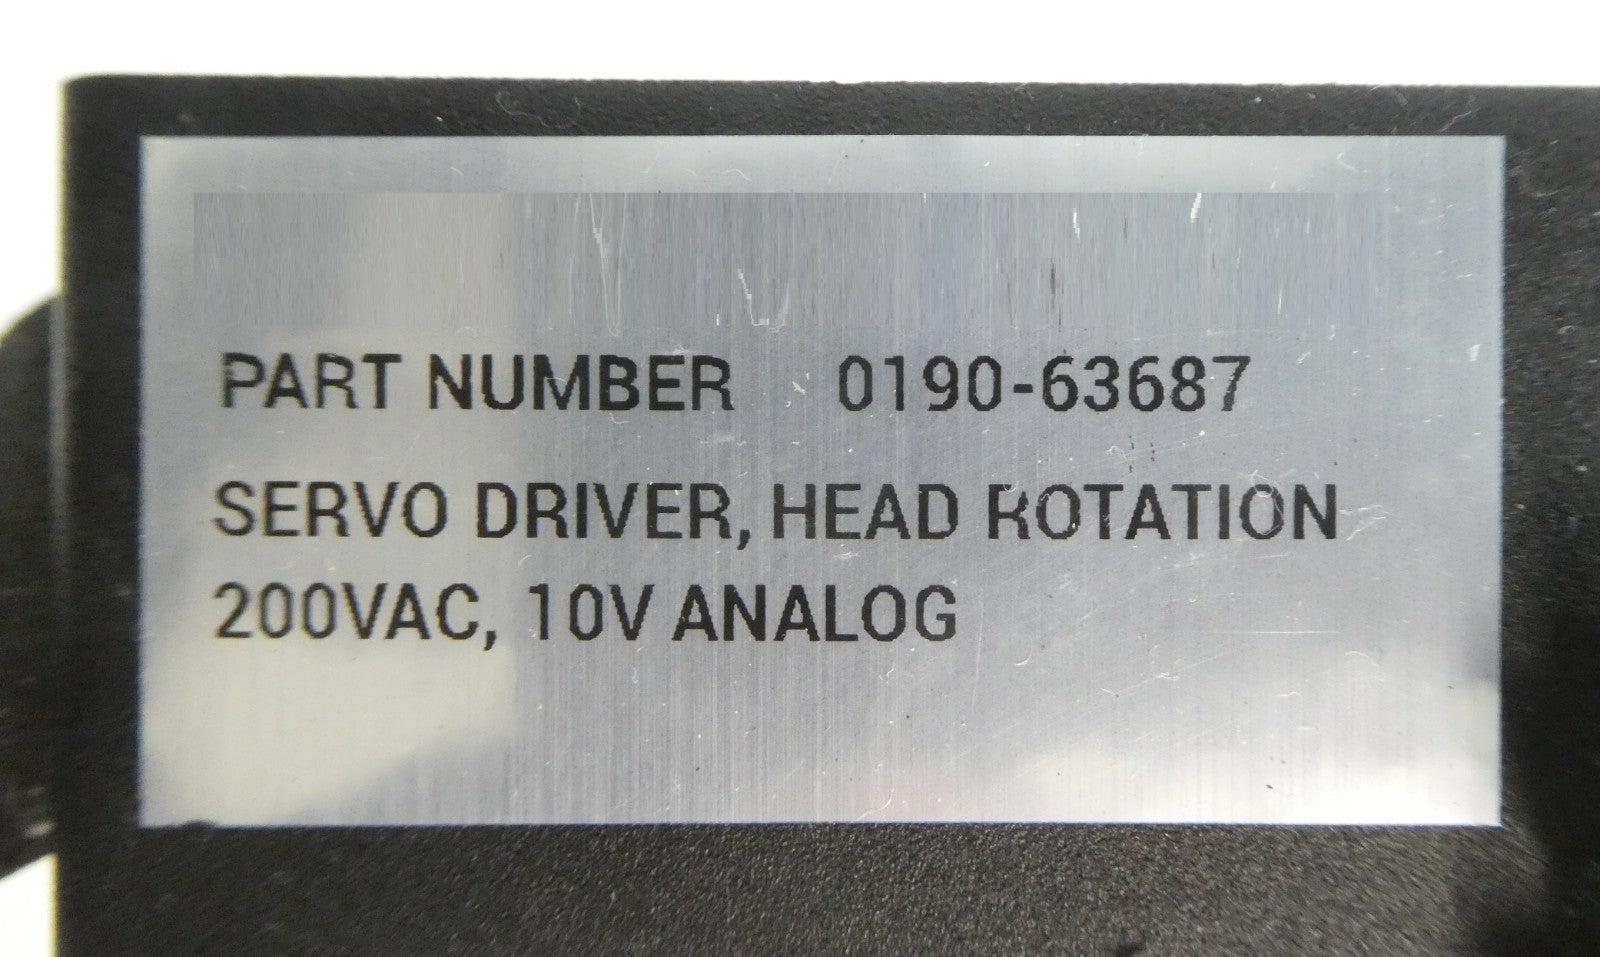 PART NUMBER 0190-63687
SERVO DRIVER, HEAD ROTATION
200VAC, 10V ANALOG